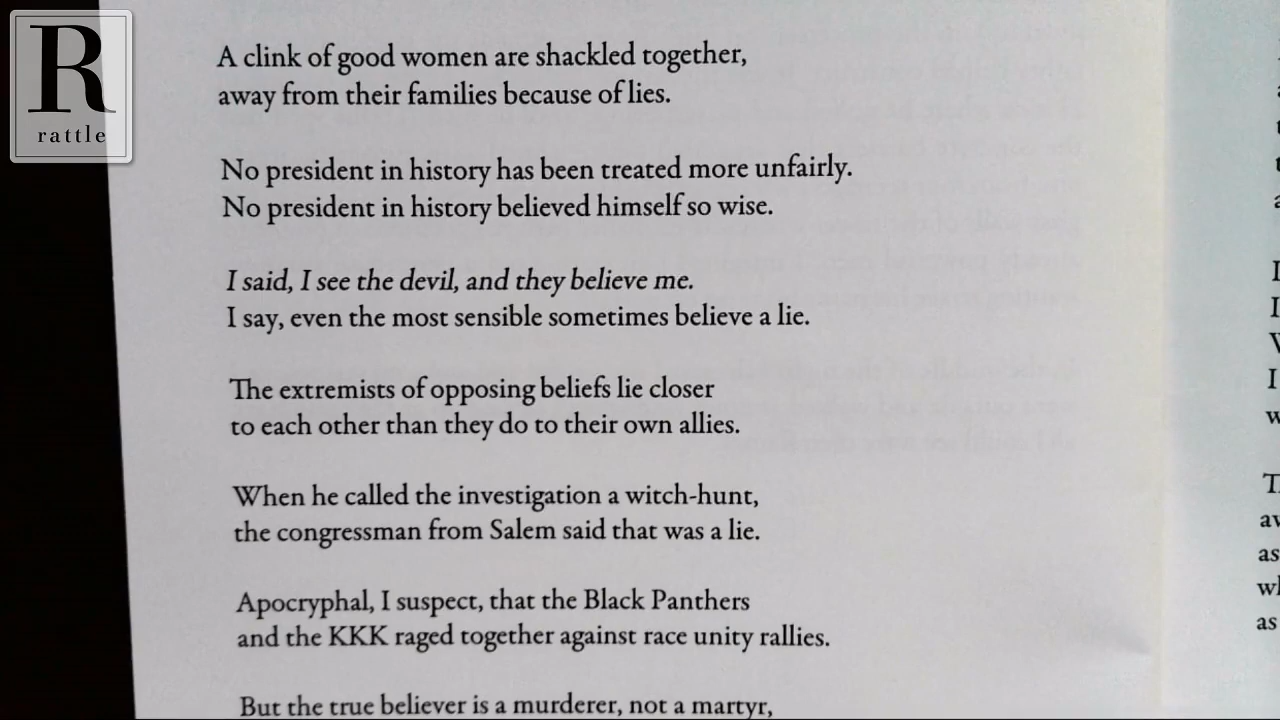 R
rattle
A clink of good women are shackled together,
away from their families because of lies.
No president in history has been treated more unfairly.
No president in history believed himself so wise.
I said, I see the devil, and they believe me.
I say, even the most sensible sometimes believe a lie.
The extremists of opposing beliefs lie closer
to each other than they do to their own allies.
When he called the investigation a witch-hunt,
the congressman from Salem said that was a lie.
Apocryphal, I suspect, that the Black Panthers
and the KKK raged together against race unity rallies.
But the true believer is a murderer, not a martyr,
I
I
as
as